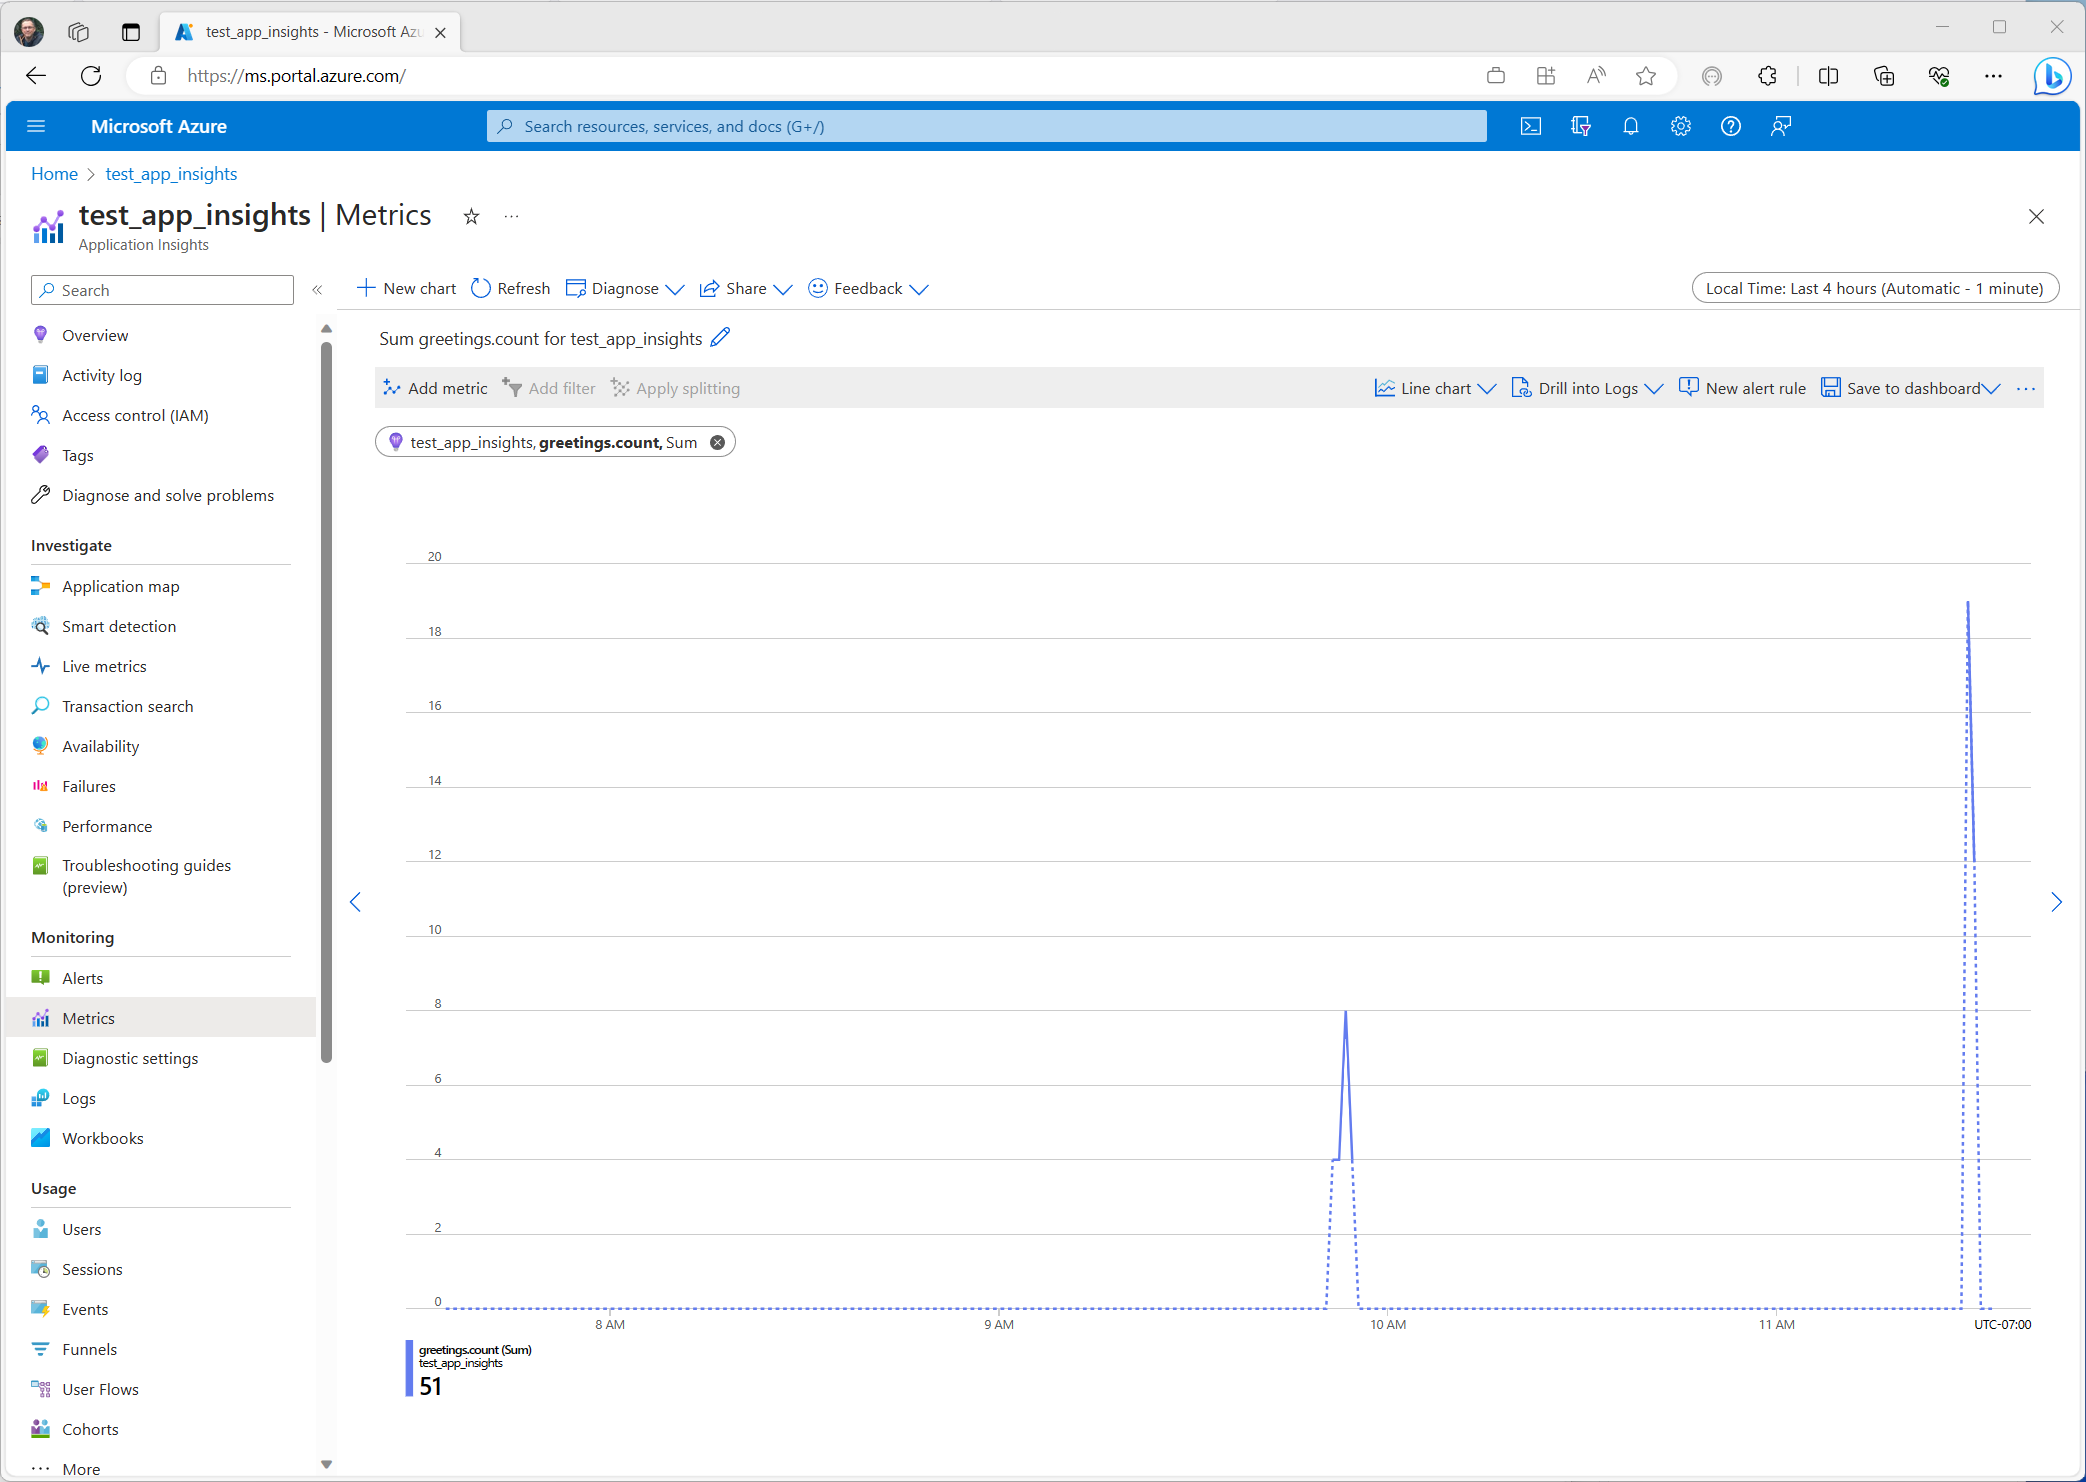 test_app_insights - Microsoft Azu
https://ms.portal.azure.com/
Microsoft Azure
Search resources, services, and docs (G+/)
Home > test_app_insights
test_app_insights | Metrics
Application Insights
Search
New chart
Refresh
Diagnose
Share
Feedback
Local Time: Last 4 hours (Automatic - 1 minute)
Overview
Activity log
Access control (IAM)
Tags
Diagnose and solve problems
Investigate
Application map
Smart detection
Live metrics
Transaction search
Availability
Failures
Performance
Troubleshooting guides
(preview)
Monitoring
Alerts
Metrics
Diagnostic settings
Logs
Workbooks
Usage
Users
Sessions
Events
Funnels
User Flows
Cohorts
More
Sum greetings.count for test_app_insights
Add metric
Add filter
Apply splitting
Line chart
Drill into Logs
New alert rule
Save to dashboard
test_app_insights, greetings.count, Sum
20
18
16
14
12
10
8
6
4
2
0
8 AM
9 AM
10 AM
11 AM
UTC-07:00
greetings.count (Sum)
test_app_insights
51